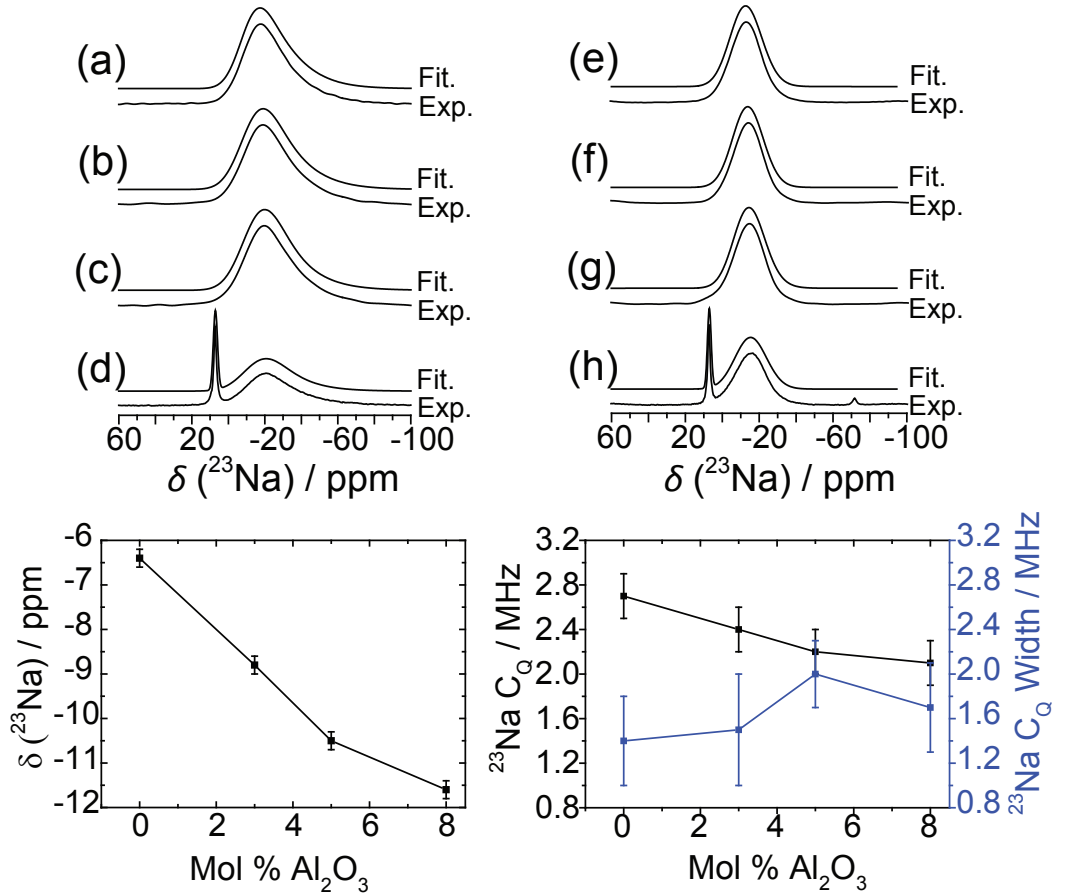 (a) Fit.
Exp.
(b) Fit.
Exp.
(c) Fit.
Exp.
(d) Fit.
Exp.
60 20 -20 -60 -100
δ (²³Na) / ppm
(e) Fit.
Exp.
(f) Fit.
Exp.
(g) Fit.
Exp.
(h) Fit.
Exp.
60 20 -20 -60 -100
δ (²³Na) / ppm
-6
-7
-8
-9
-10
-11
-12
δ (²³Na) / ppm
0 2 4 6 8
Mol % Al₂O₃
3.2
2.8
2.4
2.0
1.6
1.2
0.8
²³Na C_Q / MHz
0 2 4 6 8
Mol % Al₂O₃
3.2
2.8
2.4
2.0
1.6
1.2
0.8
²³Na C_Q Width / MHz